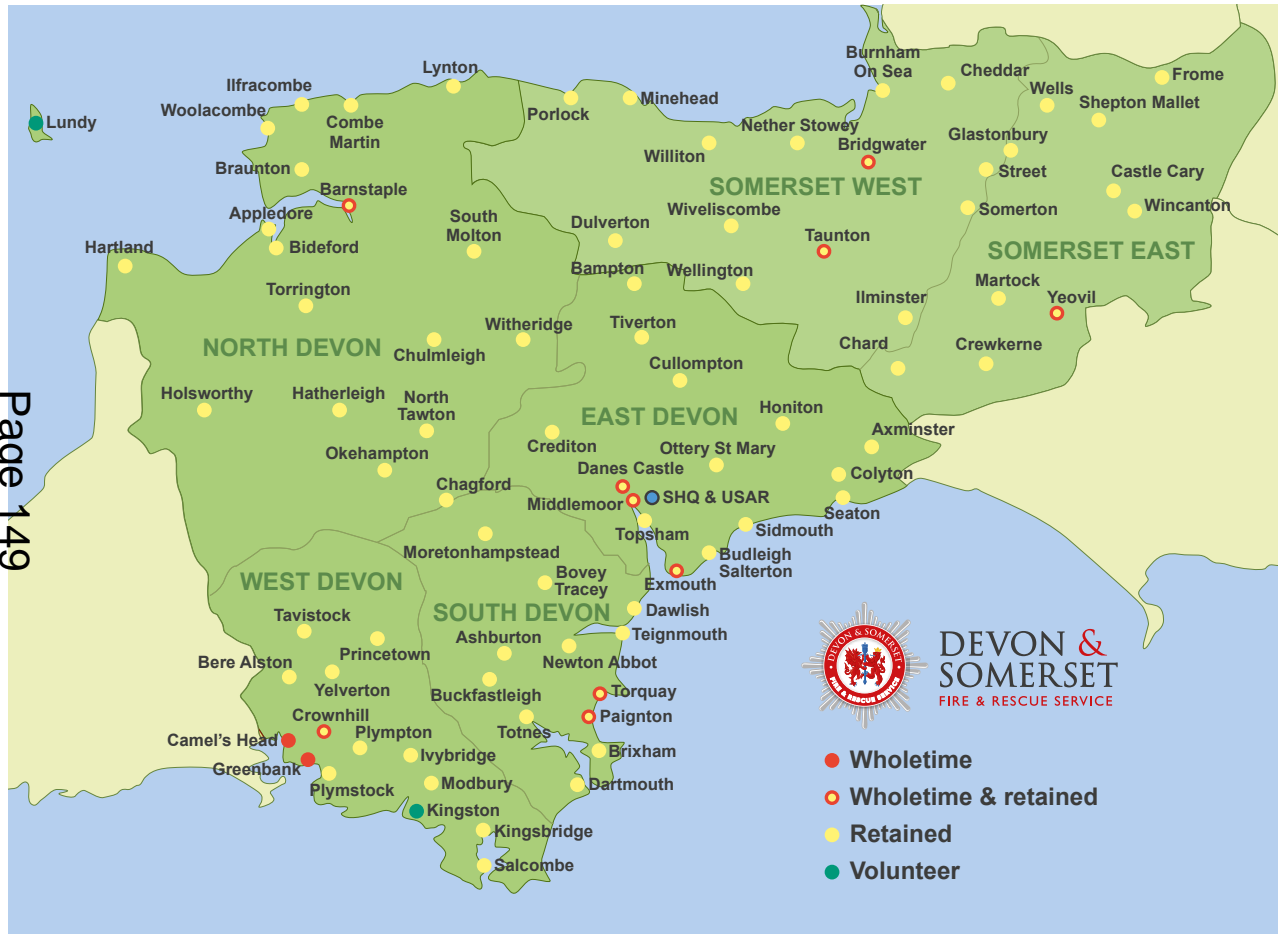 Burnham
On Sea
Lynton
Cheddar
Frome
Ilfracombe
Wells
Woolacombe
Porlock
Minehead
Shepton Mallet
Lundy
Combe
Martin
Nether Stowey
Bridgwater
Glastonbury
Williton
Braunton
Street
Castle Cary
Barnstaple
SOMERSET WEST
Appledore
South
Molton
Dulverton
Wiveliscombe
Somerton
Wincanton
Hartland
Bideford
Taunton
SOMERSET EAST
Bampton
Wellington
Torrington
Ilminster
Martock
Yeovil
Witheridge
Tiverton
NORTH DEVON
Chulmleigh
Chard
Crewkerne
Cullompton
Holsworthy
Hatherleigh
North
Tawton
EAST DEVON
Honiton
Axminster
Okehampton
Crediton
Ottery St Mary
Danes Castle
Colyton
Chagford
Middlemoor
SHQ & USAR
Seaton
Page 149
Topsham
Sidmouth
Moretonhampstead
Budleigh
Salterton
WEST DEVON
Bovey
Tracey
Exmouth
SOUTH DEVON
Dawlish
Tavistock
Teignmouth
Princetown
Ashburton
Newton Abbot
Bere Alston
Yelverton
Buckfastleigh
Torquay
Crownhill
Paignton
Camel's Head
Plympton
Totnes
Greenbank
Ivybridge
Brixham
Plymstock
Modbury
Dartmouth
Kingston
Kingsbridge
Salcombe
DEVON & SOMERSET
FIRE & RESCUE SERVICE
DEVON &
SOMERSET
FIRE & RESCUE SERVICE
Wholetime
Wholetime & retained
Retained
Volunteer